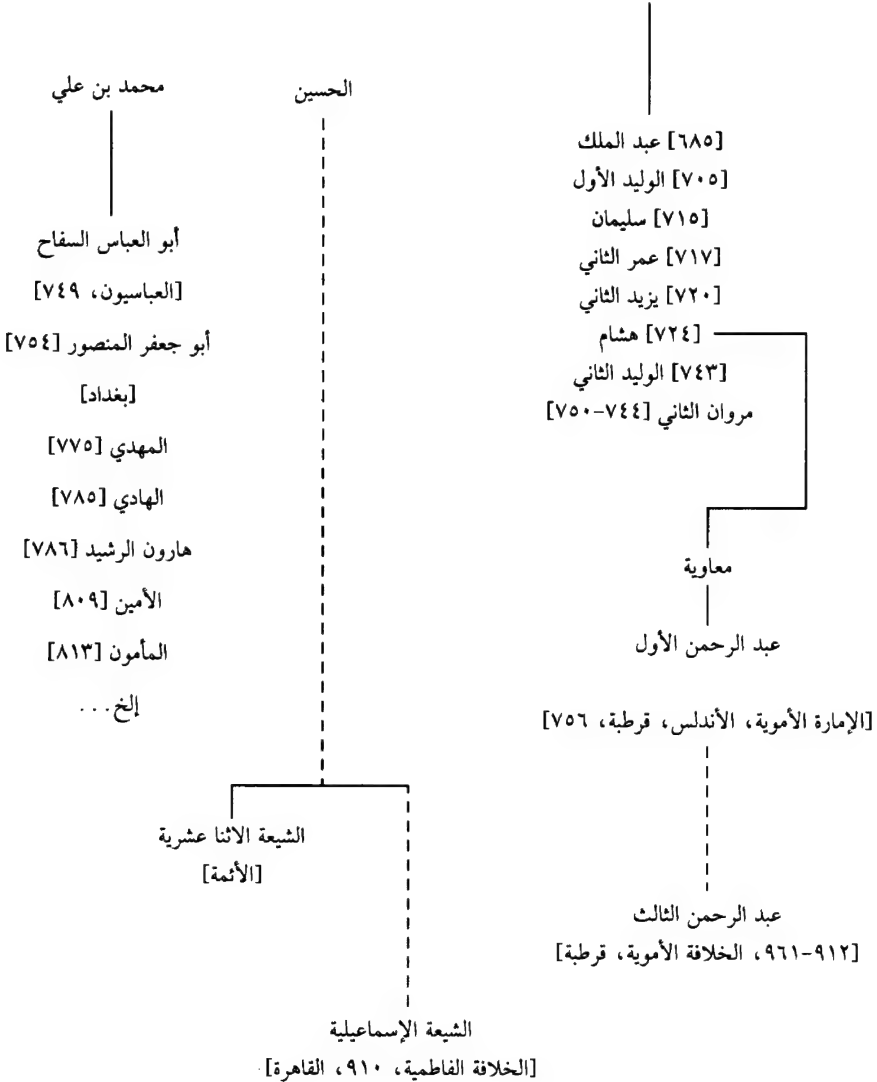 [٦٨٥] عبد الملك
[٧٠٥] الوليد الأول
[٧١٥] سليمان
[٧١٧] عمر الثاني
[٧٢٠] يزيد الثاني
[٧٢٤] هشام
[٧٤٣] الوليد الثاني
مروان الثاني [٧٤٤-٧٥٠]
معاوية
عبد الرحمن الأول
[الإمارة الأموية، الأندلس، قرطبة، ٧٥٦]
عبد الرحمن الثالث
[٩١٢-٩٦١، الخلافة الأموية، قرطبة]
الحسين
الشيعة الاثنا عشرية
[الأئمة]
الشيعة الإسماعيلية
[الخلافة الفاطمية، ٩١٠، القاهرة]
محمد بن علي
أبو العباس السفاح
[العباسيون، ٧٤٩]
أبو جعفر المنصور [٧٥٤]
[بغداد]
المهدي [٧٧٥]
الهادي [٧٨٥]
هارون الرشيد [٧٨٦]
الأمين [٨٠٩]
المأمون [٨١٣]
إلخ...